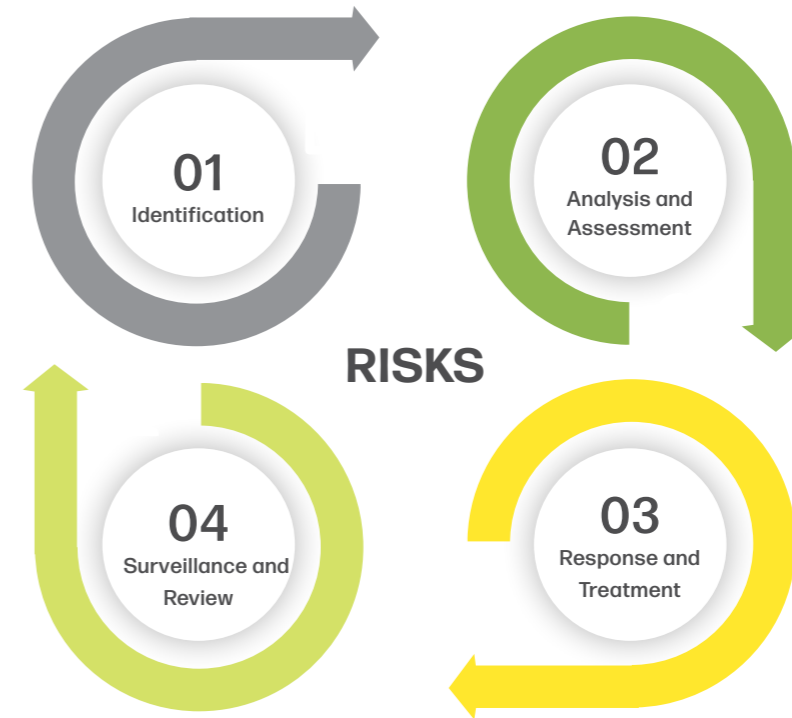 01
Identification
02
Analysis and
Assessment
RISKS
04
Surveillance and
Review
03
Response and
Treatment